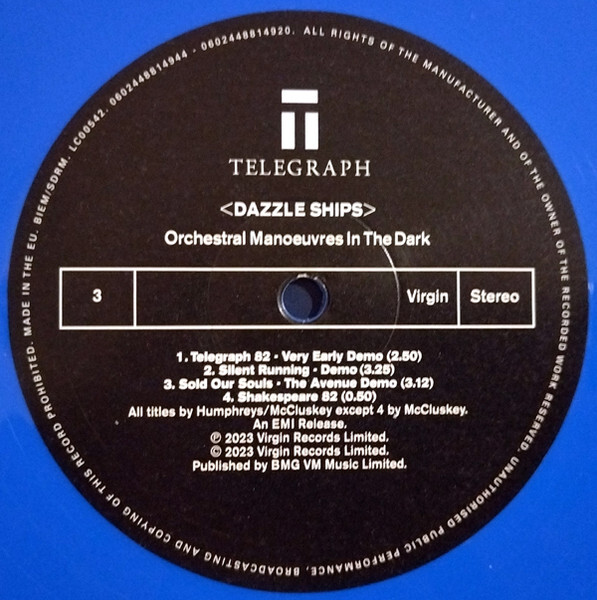 TELEGRAPH
<DAZZLE SHIPS>
Orchestral Manoeuvres In The Dark
3
Virgin
Stereo
1. Telegraph 82 - Very Early Demo (2.50)
2. Silent Running - Demo (3.25)
3. Sold Our Souls - The Avenue Demo (3.12)
4. Shakespeare 82 (0.50)
All titles by Humphreys/McCluskey except 4 by McCluskey.
An EMI Release.
℗ 2023 Virgin Records Limited.
© 2023 Virgin Records Limited.
Published by BMG VM Music Limited.
MADE IN THE EU. BIEM/SDRM. LC00542. 0602448814944 - 0602448814920. ALL RIGHTS OF THE MANUFACTURER AND OF THE OWNER OF THE RECORDED WORK RESERVED. UNAUTHORISED PUBLIC PERFORMANCE, BROADCASTING AND COPYING OF THIS RECORD PROHIBITED.